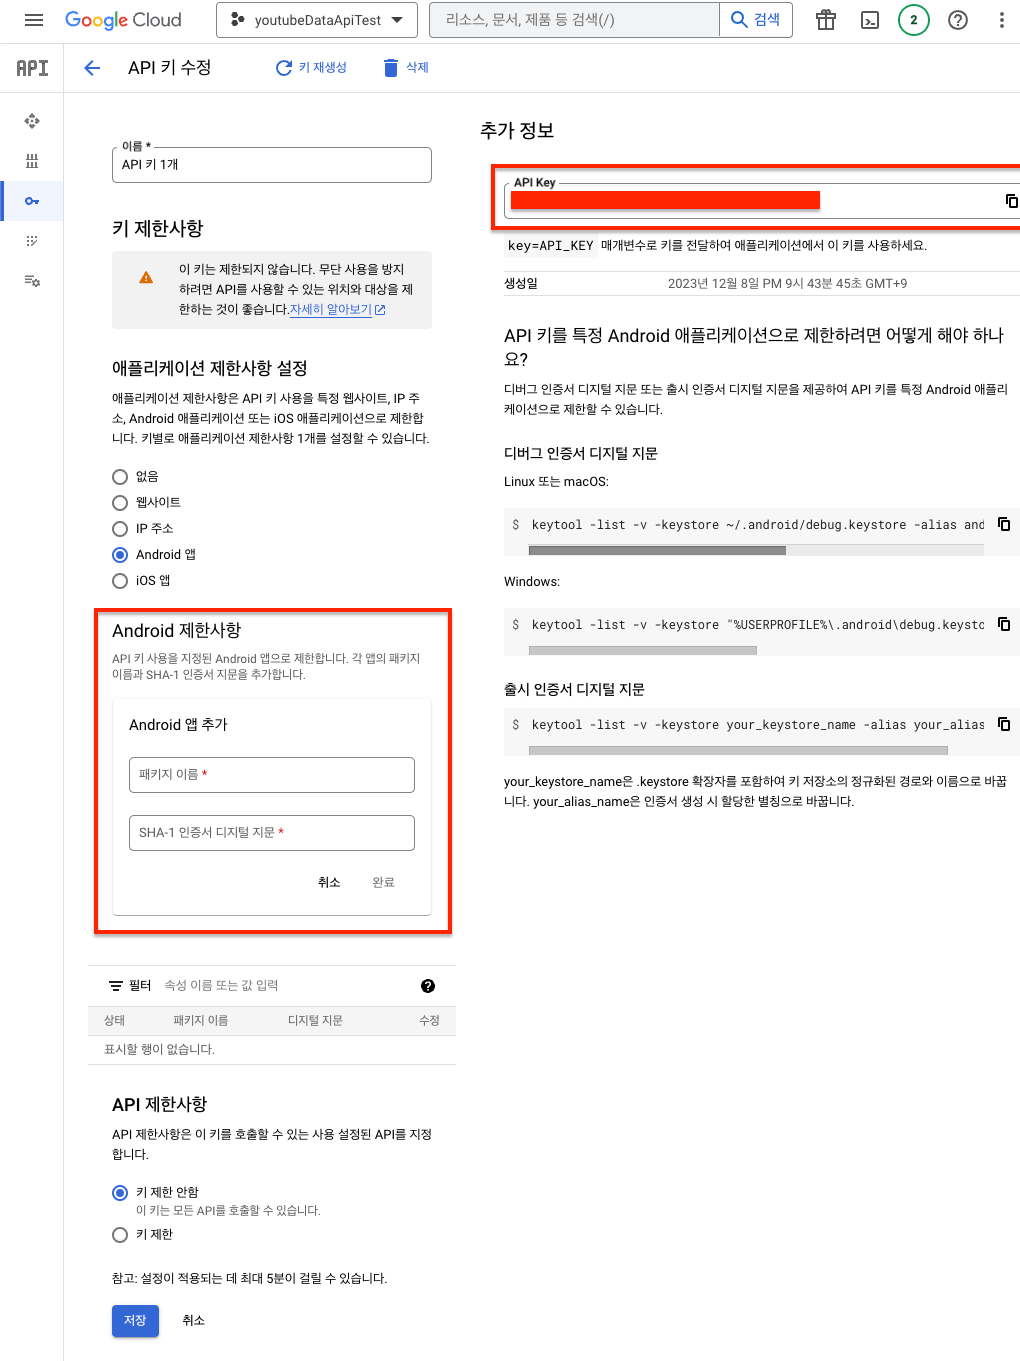 Google Cloud
youtubeDataApiTest
리소스, 문서, 제품 등 검색(/)
검색
2
API
API 키 수정
키 재생성
삭제
이름 *
API 키 1개
키 제한사항
이 키는 제한되지 않습니다. 무단 사용을 방지
하려면 API를 사용할 수 있는 위치와 대상을 제
한하는 것이 좋습니다.자세히 알아보기
애플리케이션 제한사항 설정
애플리케이션 제한사항은 API 키 사용을 특정 웹사이트, IP 주
소, Android 애플리케이션 또는 iOS 애플리케이션으로 제한합
니다. 키별로 애플리케이션 제한사항 1개를 설정할 수 있습니다.
없음
웹사이트
IP 주소
Android 앱
iOS 앱
Android 제한사항
API 키 사용을 지정된 Android 앱으로 제한합니다. 각 앱의 패키지
이름과 SHA-1 인증서 지문을 추가합니다.
Android 앱 추가
패키지 이름 *
SHA-1 인증서 디지털 지문 *
취소
완료
필터
속성 이름 또는 값 입력
상태 패키지 이름 디지털 지문 수정
표시할 행이 없습니다.
API 제한사항
API 제한사항은 이 키를 호출할 수 있는 사용 설정된 API를 지정
합니다.
키 제한 안함
이 키는 모든 API를 호출할 수 있습니다.
키 제한
참고: 설정이 적용되는 데 최대 5분이 걸릴 수 있습니다.
저장
취소
추가 정보
API Key
key=API_KEY 매개변수로 키를 전달하여 애플리케이션에서 이 키를 사용하세요.
생성일 2023년 12월 8일 PM 9시 43분 45초 GMT+9
API 키를 특정 Android 애플리케이션으로 제한하려면 어떻게 해야 하나
요?
디버그 인증서 디지털 지문 또는 출시 인증서 디지털 지문을 제공하여 API 키를 특정 Android 애플리
케이션으로 제한할 수 있습니다.
디버그 인증서 디지털 지문
Linux 또는 macOS:
$ keytool -list -v -keystore ~/.android/debug.keystore -alias and
Windows:
$ keytool -list -v -keystore "%USERPROFILE%\.android\debug.keysto
출시 인증서 디지털 지문
$ keytool -list -v -keystore your_keystore_name -alias your_alias
your_keystore_name은 .keystore 확장자를 포함하여 키 저장소의 정규화된 경로와 이름으로 바꿉
니다. your_alias_name은 인증서 생성 시 할당한 별칭으로 바꿉니다.